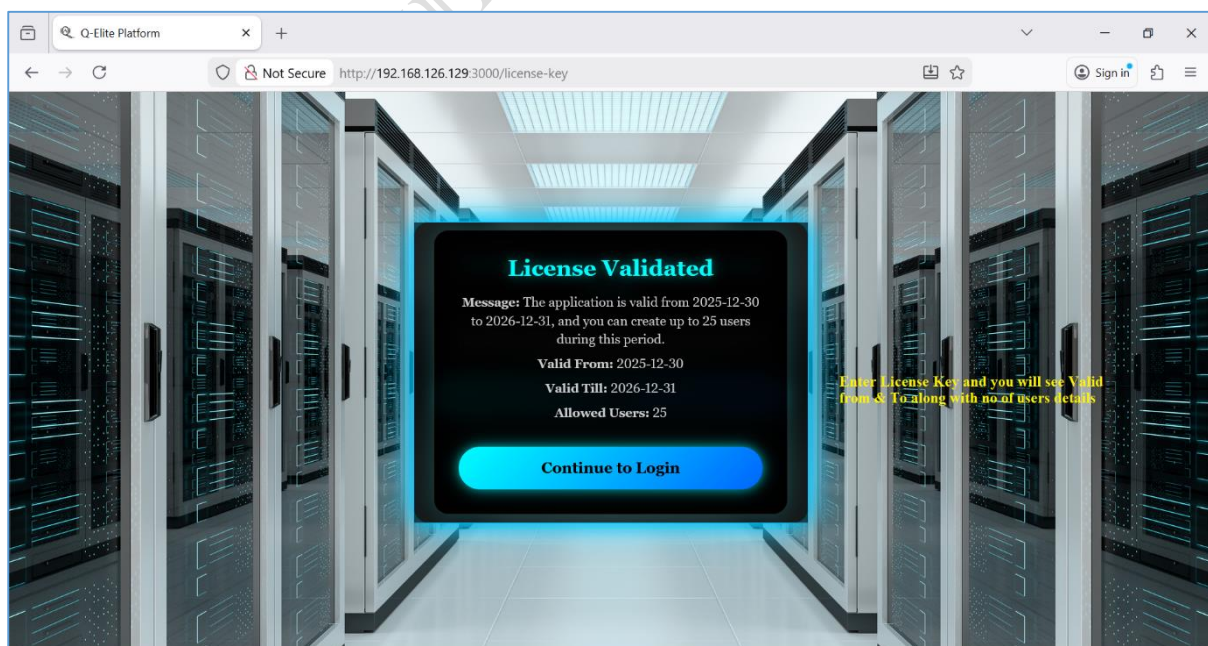 Q-Elite Platform
Not Secure http://192.168.126.129:3000/license-key
Sign in
License Validated
Message: The application is valid from 2025-12-30
to 2026-12-31, and you can create up to 25 users
during this period.
Valid From: 2025-12-30
Valid Till: 2026-12-31
Allowed Users: 25
Enter License Key and you will see Valid
from & To along with no of users details
Continue to Login